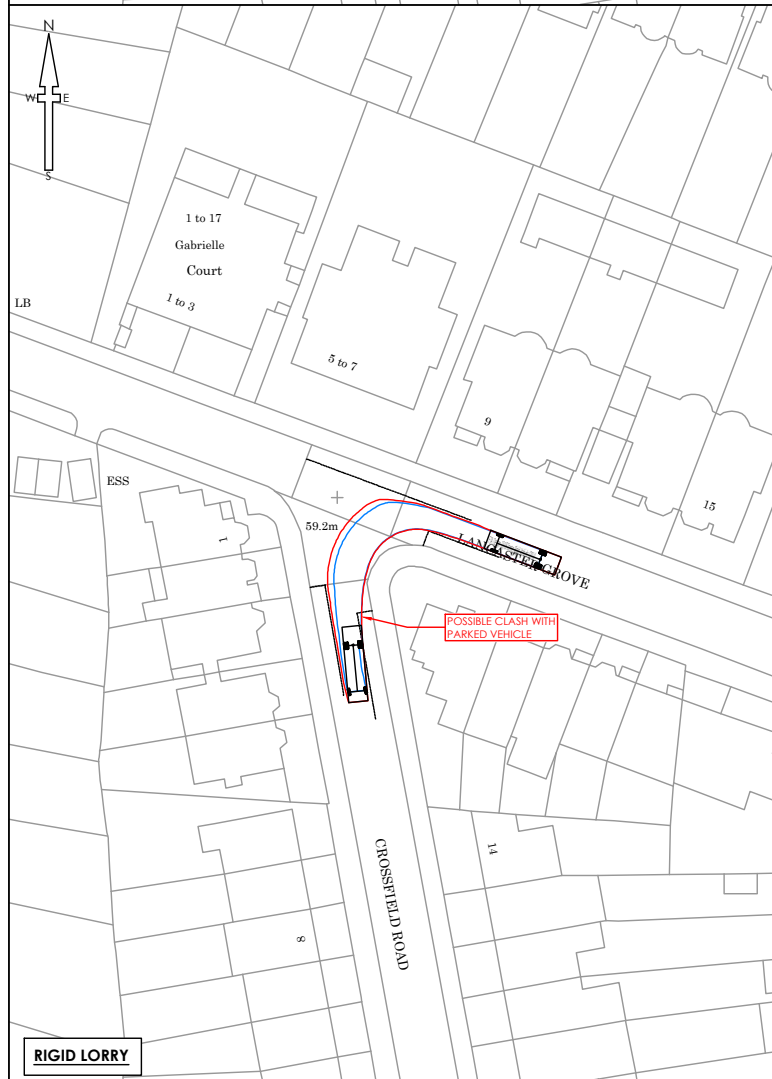 N
W E
S
1 to 17
Gabrielle
Court
1 to 3
LB
5 to 7
9
15
ESS
1
59.2m
LANCASTER GROVE
POSSIBLE CLASH WITH
PARKED VEHICLE
14
CROSSFIELD ROAD
8
RIGID LORRY